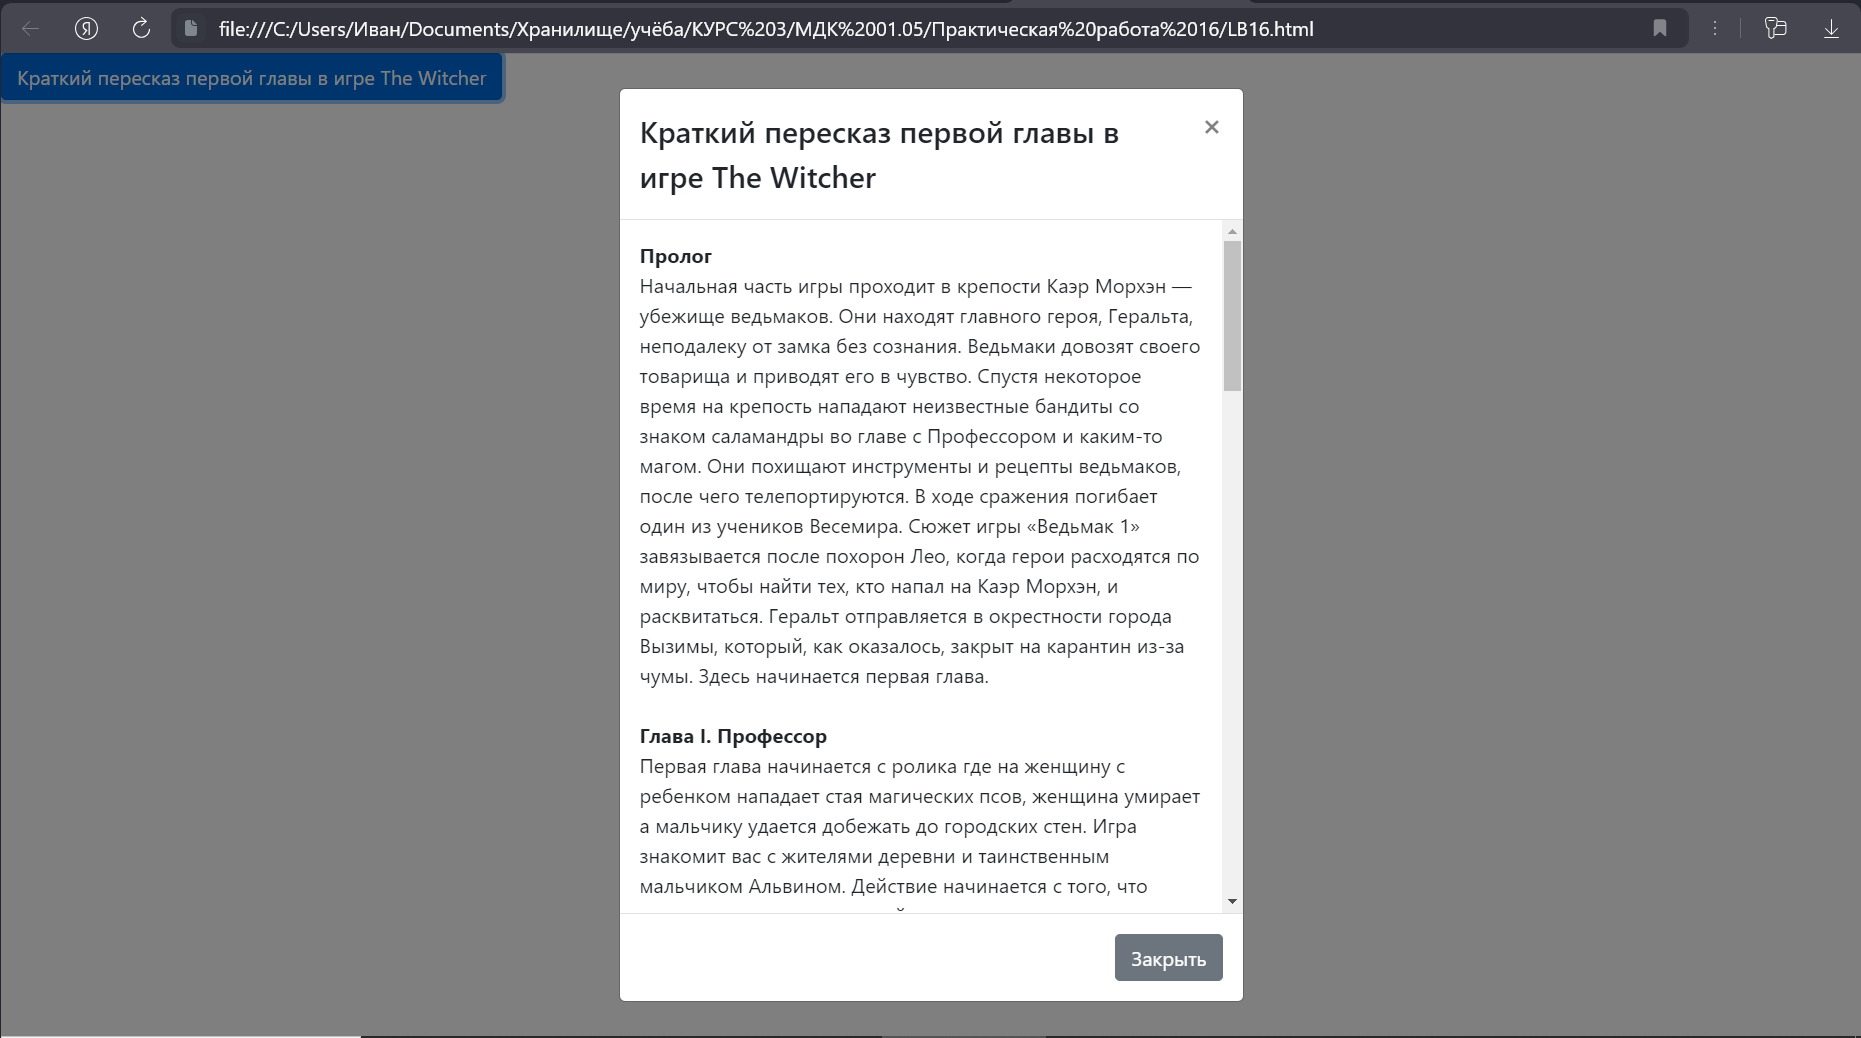 Я
file:///C:/Users/Иван/Documents/Хранилище/учёба/КУРС%203/МДК%2001.05/Практическая%20работа%2016/LB16.html
Краткий пересказ первой главы в игре The Witcher
Краткий пересказ первой главы в
игре The Witcher
×
Пролог
Начальная часть игры проходит в крепости Каэр Морхэн —
убежище ведьмаков. Они находят главного героя, Геральта,
неподалеку от замка без сознания. Ведьмаки довозят своего
товарища и приводят его в чувство. Спустя некоторое
время на крепость нападают неизвестные бандиты со
знаком саламандры во главе с Профессором и каким-то
магом. Они похищают инструменты и рецепты ведьмаков,
после чего телепортируются. В ходе сражения погибает
один из учеников Весемира. Сюжет игры «Ведьмак 1»
завязывается после похорон Лео, когда герои расходятся по
миру, чтобы найти тех, кто напал на Каэр Морхэн, и
расквитаться. Геральт отправляется в окрестности города
Вызимы, который, как оказалось, закрыт на карантин из-за
чумы. Здесь начинается первая глава.
Глава I. Профессор
Первая глава начинается с ролика где на женщину с
ребенком нападает стая магических псов, женщина умирает
а мальчику удается добежать до городских стен. Игра
знакомит вас с жителями деревни и таинственным
мальчиком Альвином. Действие начинается с того, что
Закрыть